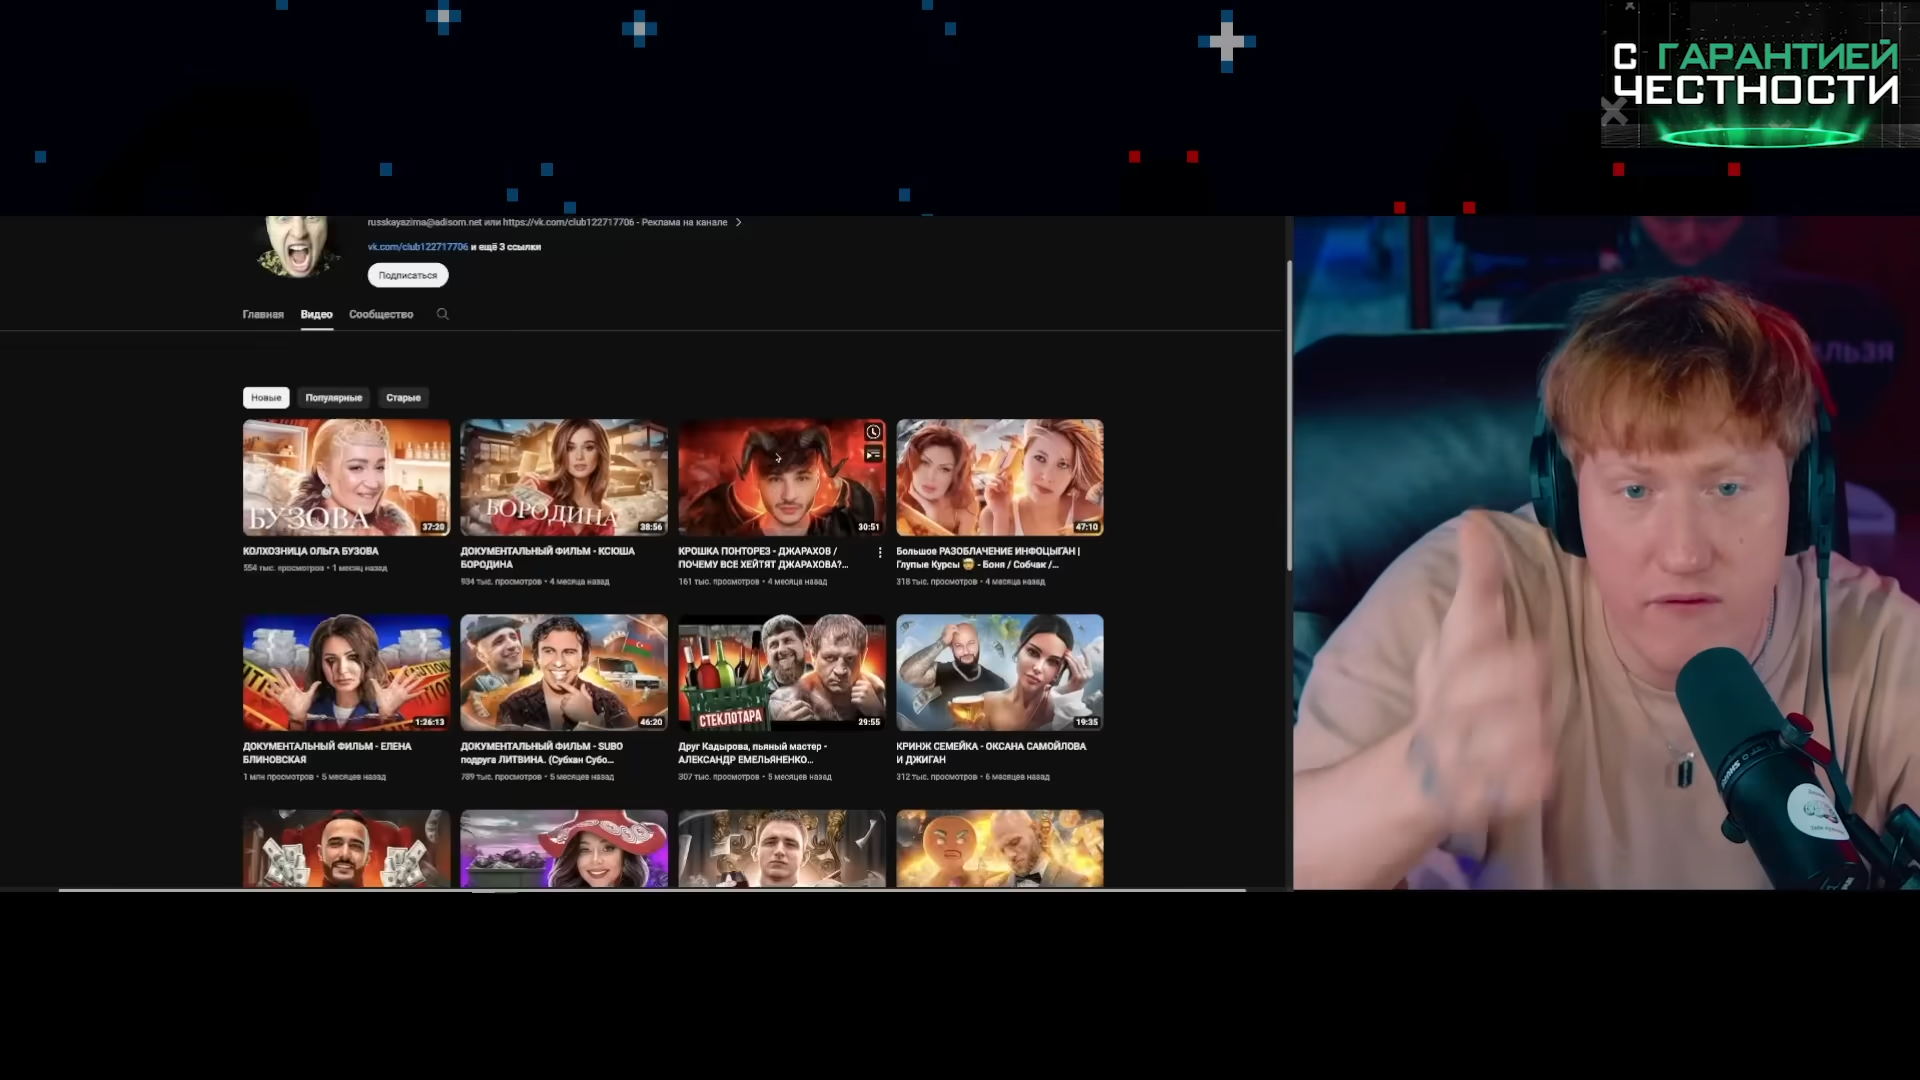 С ГАРАНТИЕЙ
ЧЕСТНОСТИ
russkayazima@adisom.net или https://vk.com/club122717706 - Реклама на канале
vk.com/club122717706 и ещё 3 ссылки
Подписаться
Главная Видео Сообщество
Новые Популярные Старые
БУЗОВА
37:20
БОРОДИНА
38:56
30:51
47:10
КОЛХОЗНИЦА ОЛЬГА БУЗОВА
554 тыс. просмотров • 1 месяц назад
ДОКУМЕНТАЛЬНЫЙ ФИЛЬМ - КСЮША
БОРОДИНА
934 тыс. просмотров • 4 месяца назад
КРОШКА ПОНТОРЕЗ - ДЖАРАХОВ /
ПОЧЕМУ ВСЕ ХЕЙТЯТ ДЖАРАХОВА?...
161 тыс. просмотров • 4 месяца назад
Большое РАЗОБЛАЧЕНИЕ ИНФОЦЫГАН |
Глупые Курсы 🤯 - Боня / Собчак /...
318 тыс. просмотров • 4 месяца назад
CAUTION
1:26:13
46:20
СТЕКЛОТАРА
29:55
19:35
ДОКУМЕНТАЛЬНЫЙ ФИЛЬМ - ЕЛЕНА
БЛИНОВСКАЯ
1 млн просмотров • 5 месяцев назад
ДОКУМЕНТАЛЬНЫЙ ФИЛЬМ - SUBO
подруга ЛИТВИНА. (Субхан Субо...
789 тыс. просмотров • 5 месяцев назад
Друг Кадырова, пьяный мастер -
АЛЕКСАНДР ЕМЕЛЬЯНЕНКО...
307 тыс. просмотров • 5 месяцев назад
КРИНЖ СЕМЕЙКА - ОКСАНА САМОЙЛОВА
И ДЖИГАН
312 тыс. просмотров • 6 месяцев назад